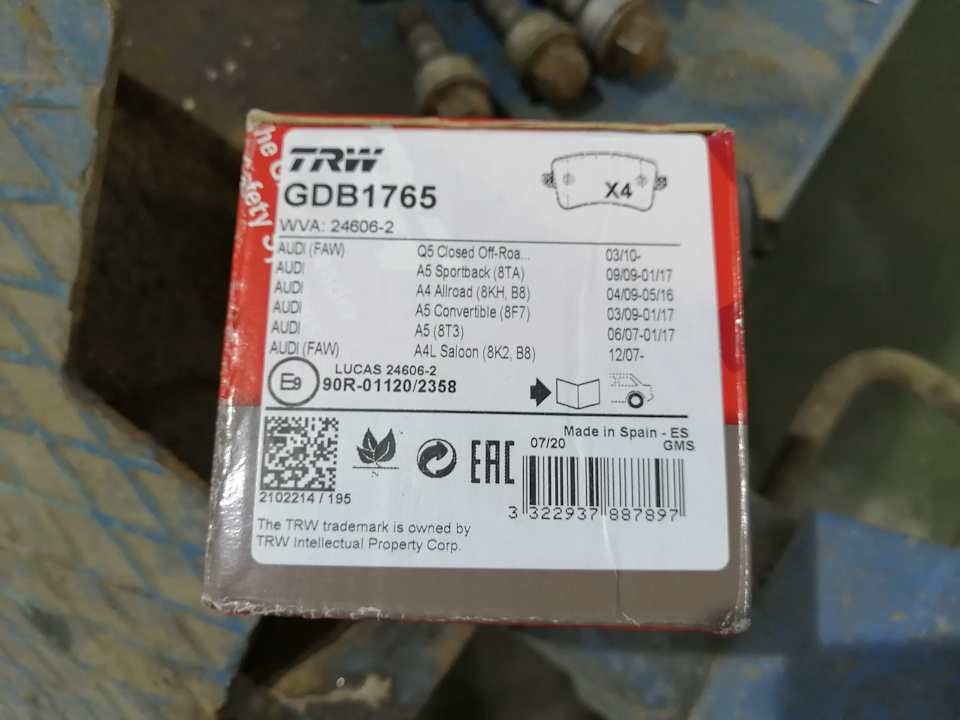 TRW
GDB1765
X4
WVA: 24606-2
AUDI (FAW) Q5 Closed Off-Roa... 03/10-
AUDI A5 Sportback (8TA) 09/09-01/17
AUDI A4 Allroad (8KH, B8) 04/09-05/16
AUDI A5 Convertible (8F7) 03/09-01/17
AUDI A5 (8T3) 06/07-01/17
AUDI (FAW) A4L Saloon (8K2, B8) 12/07-
LUCAS 24606-2
E9 90R-01120/2358
Made in Spain - ES
07/20 GMS
EAC
2102214 / 195
3 322937 887897
The TRW trademark is owned by
TRW Intellectual Property Corp.